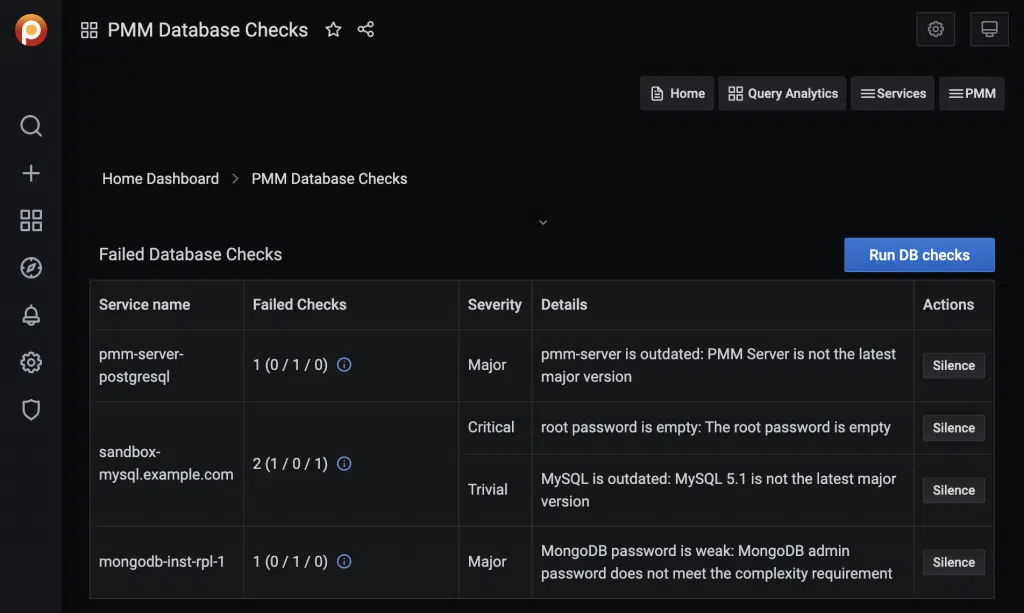 PMM Database Checks
Home
Query Analytics
Services
PMM
Home Dashboard > PMM Database Checks
Failed Database Checks
Run DB checks
Service name
Failed Checks
Severity
Details
Actions
pmm-server-
postgresql
1 (0 / 1 / 0)
Major
pmm-server is outdated: PMM Server is not the latest
major version
Silence
sandbox-
mysql.example.com
2 (1 / 0 / 1)
Critical
root password is empty: The root password is empty
Silence
Trivial
MySQL is outdated: MySQL 5.1 is not the latest major
version
Silence
mongodb-inst-rpl-1
1 (0 / 1 / 0)
Major
MongoDB password is weak: MongoDB admin
password does not meet the complexity requirement
Silence